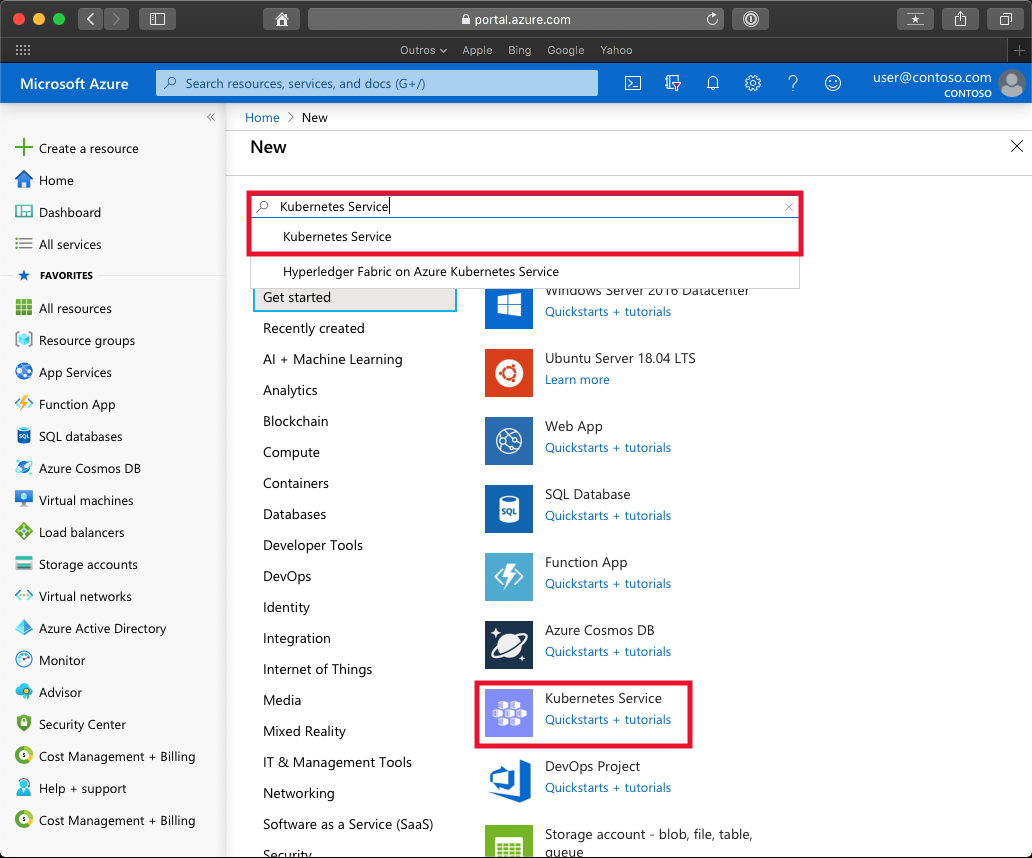 portal.azure.com
Outros
Apple
Bing
Google
Yahoo
Microsoft Azure
Search resources, services, and docs (G+/)
user@contoso.com
CONTOSO
Create a resource
Home
Dashboard
All services
FAVORITES
All resources
Resource groups
App Services
Function App
SQL databases
Azure Cosmos DB
Virtual machines
Load balancers
Storage accounts
Virtual networks
Azure Active Directory
Monitor
Advisor
Security Center
Cost Management + Billing
Help + support
Cost Management + Billing
Home > New
New
Kubernetes Service
Kubernetes Service
Hyperledger Fabric on Azure Kubernetes Service
Get started
Recently created
AI + Machine Learning
Analytics
Blockchain
Compute
Containers
Databases
Developer Tools
DevOps
Identity
Integration
Internet of Things
Media
Mixed Reality
IT & Management Tools
Networking
Software as a Service (SaaS)
Security
Windows Server 2016 Datacenter
Quickstarts + tutorials
Ubuntu Server 18.04 LTS
Learn more
Web App
Quickstarts + tutorials
SQL
SQL Database
Quickstarts + tutorials
Function App
Quickstarts + tutorials
Azure Cosmos DB
Quickstarts + tutorials
Kubernetes Service
Quickstarts + tutorials
DevOps Project
Quickstarts + tutorials
Storage account - blob, file, table,
queue